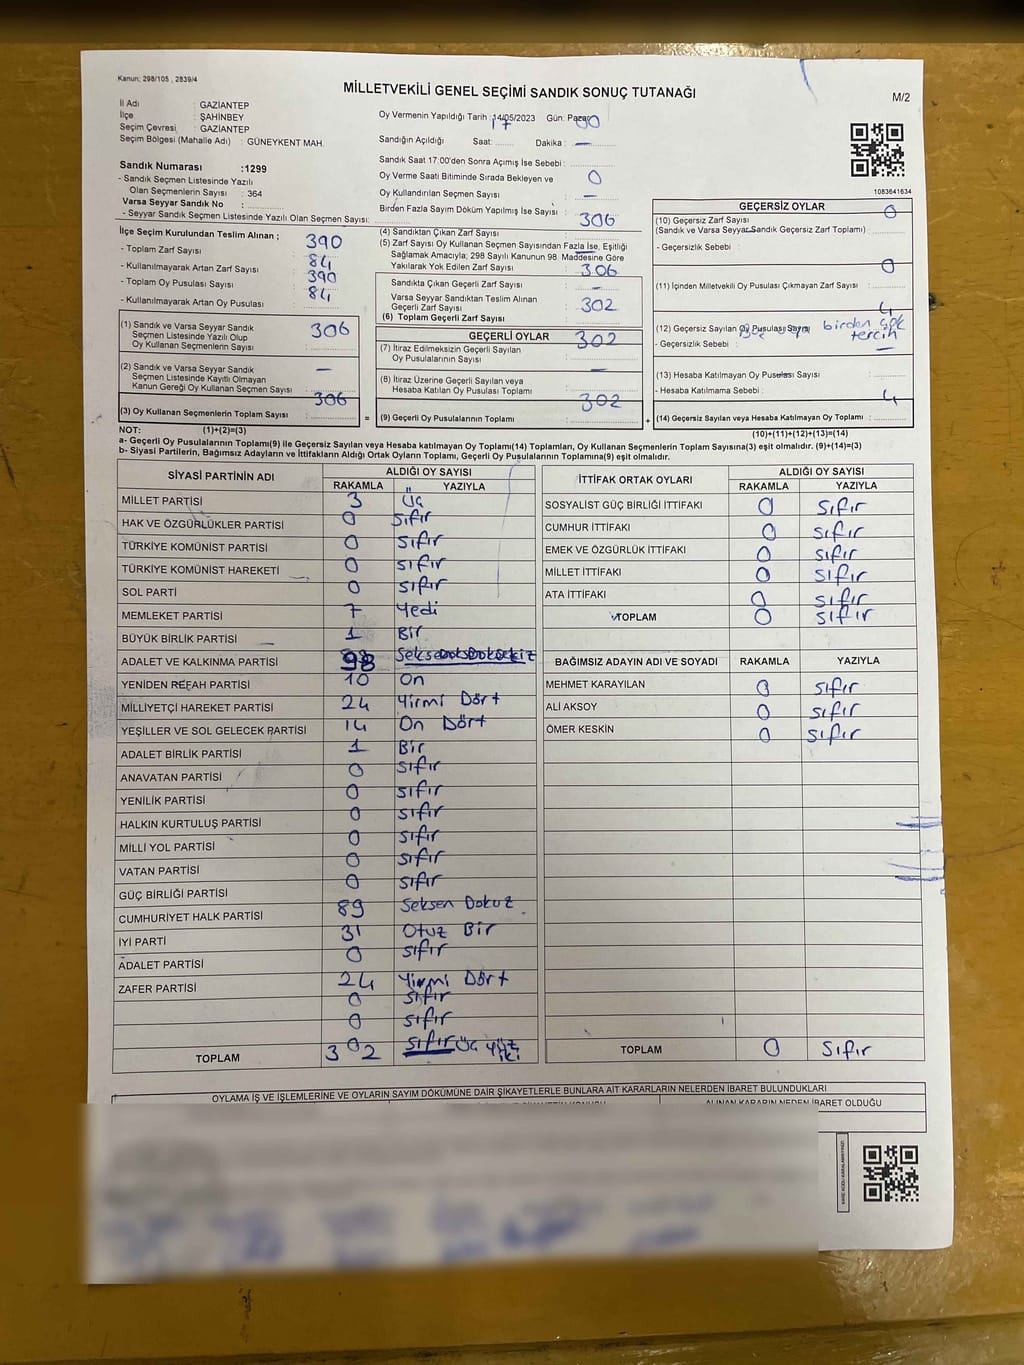 Kanun: 298/105 , 2839/4
MİLLETVEKİLİ GENEL SEÇİMİ SANDIK SONUÇ TUTANAĞI
M/2
İl Adı : GAZİANTEP
İlçe : ŞAHİNBEY
Seçim Çevresi : GAZİANTEP
Seçim Bölgesi (Mahalle Adı) : GÜNEYKENT MAH.
Sandık Numarası :1299
- Sandık Seçmen Listesinde Yazılı
Olan Seçmenlerin Sayısı : 364
Varsa Seyyar Sandık No :
- Seyyar Sandık Seçmen Listesinde Yazılı Olan Seçmen Sayısı:
Oy Vermenin Yapıldığı Tarih : 14/05/2023 Gün: Pazar
Sandığın Açıldığı Saat: 17 Dakika : 00
Sandık Saat 17:00'den Sonra Açımış İse Sebebi : —
Oy Verme Saati Bitiminde Sırada Bekleyen ve
Oy Kullandırılan Seçmen Sayısı : 0
Birden Fazla Sayım Döküm Yapılmış İse Sayısı : —
1083641634
İlçe Seçim Kurulundan Teslim Alınan ;
- Toplam Zarf Sayısı : 390
- Kullanılmayarak Artan Zarf Sayısı : 84
- Toplam Oy Pusulası Sayısı : 390
- Kullanılmayarak Artan Oy Pusulası : 84
(1) Sandık ve Varsa Seyyar Sandık
Seçmen Listesinde Yazılı Olup
Oy Kullanan Seçmenlerin Sayısı : 306
(2) Sandık ve Varsa Seyyar Sandık
Seçmen Listesinde Kayıtlı Olmayan
Kanun Gereği Oy Kullanan Seçmen Sayısı : —
(3) Oy Kullanan Seçmenlerin Toplam Sayısı : 306
(4) Sandıktan Çıkan Zarf Sayısı : 306
(5) Zarf Sayısı Oy Kullanan Seçmen Sayısından Fazla İse, Eşitliği
Sağlamak Amacıyla; 298 Sayılı Kanunun 98. Maddesine Göre
Yakılarak Yok Edilen Zarf Sayısı : —
Sandıkta Çıkan Geçerli Zarf Sayısı : 306
Varsa Seyyar Sandıktan Teslim Alınan
Geçerli Zarf Sayısı : —
(6) Toplam Geçerli Zarf Sayısı : 302
GEÇERLİ OYLAR
(7) İtiraz Edilmeksizin Geçerli Sayılan
Oy Pusulalarının Sayısı : 302
(8) İtiraz Üzerine Geçerli Sayılan veya
Hesaba Katılan Oy Pusulası Toplamı : —
= (9) Geçerli Oy Pusulalarının Toplamı : 302
GEÇERSİZ OYLAR
(10) Geçersiz Zarf Sayısı
(Sandık ve Varsa Seyyar Sandık Geçersiz Zarf Toplamı) : 0
- Geçersizlik Sebebi :
(11) İçinden Milletvekili Oy Pusulası Çıkmayan Zarf Sayısı : 0
(12) Geçersiz Sayılan Oy Pusulası Sayısı : 4
- Geçersizlik Sebebi : birden çok
tercih
(13) Hesaba Katılmayan Oy Pusulası Sayısı : —
- Hesaba Katılmama Sebebi :
+ (14) Geçersiz Sayılan veya Hesaba Katılmayan Oy Toplamı : 4
NOT: (1)+(2)=(3) (10)+(11)+(12)+(13)=(14)
a- Geçerli Oy Pusulalarının Toplamı(9) ile Geçersiz Sayılan veya Hesaba katılmayan Oy Toplamı(14) Toplamları, Oy Kullanan Seçmenlerin Toplam Sayısına(3) eşit olmalıdır. (9)+(14)=(3)
b- Siyasi Partilerin, Bağımsız Adayların ve İttifakların Aldığı Ortak Oyların Toplamı, Geçerli Oy Pusulalarının Toplamına(9) eşit olmalıdır.
SİYASİ PARTİNİN ADI ALDIĞI OY SAYISI
RAKAMLA YAZIYLA
MİLLET PARTİSİ 3 Üç
HAK VE ÖZGÜRLÜKLER PARTİSİ 0 sıfır
TÜRKİYE KOMÜNİST PARTİSİ 0 sıfır
TÜRKİYE KOMÜNİST HAREKETİ 0 sıfır
SOL PARTİ 0 sıfır
MEMLEKET PARTİSİ 7 Yedi
BÜYÜK BİRLİK PARTİSİ 1 Bir
ADALET VE KALKINMA PARTİSİ 98
YENİDEN REFAH PARTİSİ 10 On
MİLLİYETÇİ HAREKET PARTİSİ 24 Yirmi Dört
YEŞİLLER VE SOL GELECEK PARTİSİ 14 On Dört
ADALET BİRLİK PARTİSİ 1 Bir
ANAVATAN PARTİSİ 0 sıfır
YENİLİK PARTİSİ 0 sıfır
HALKIN KURTULUŞ PARTİSİ 0 sıfır
MİLLİ YOL PARTİSİ 0 sıfır
VATAN PARTİSİ 0 sıfır
GÜÇ BİRLİĞİ PARTİSİ 0 sıfır
CUMHURİYET HALK PARTİSİ 89 Seksen Dokuz
İYİ PARTİ 31 Otuz Bir
ADALET PARTİSİ 0 sıfır
ZAFER PARTİSİ 24 Yirmi Dört
0 sıfır
0 sıfır
0 sıfır
TOPLAM 302 Üç yüz iki
İTTİFAK ORTAK OYLARI ALDIĞI OY SAYISI
RAKAMLA YAZIYLA
SOSYALİST GÜÇ BİRLİĞİ İTTİFAKI 0 sıfır
CUMHUR İTTİFAKI 0 sıfır
EMEK VE ÖZGÜRLÜK İTTİFAKI 0 sıfır
MİLLET İTTİFAKI 0 sıfır
ATA İTTİFAKI 0 sıfır
TOPLAM 0 sıfır
BAĞIMSIZ ADAYIN ADI VE SOYADI RAKAMLA YAZIYLA
MEHMET KARAYILAN 0 sıfır
ALİ AKSOY 0 sıfır
ÖMER KESKİN 0 sıfır
TOPLAM 0 sıfır
OYLAMA İŞ VE İŞLEMLERİNE VE OYLARIN SAYIM DÖKÜMÜNE DAİR ŞİKAYETLERLE BUNLARA AİT KARARLARIN NELERDEN İBARET BULUNDUKLARI
ALINAN KARARIN NEDEN İBARET OLDUĞU